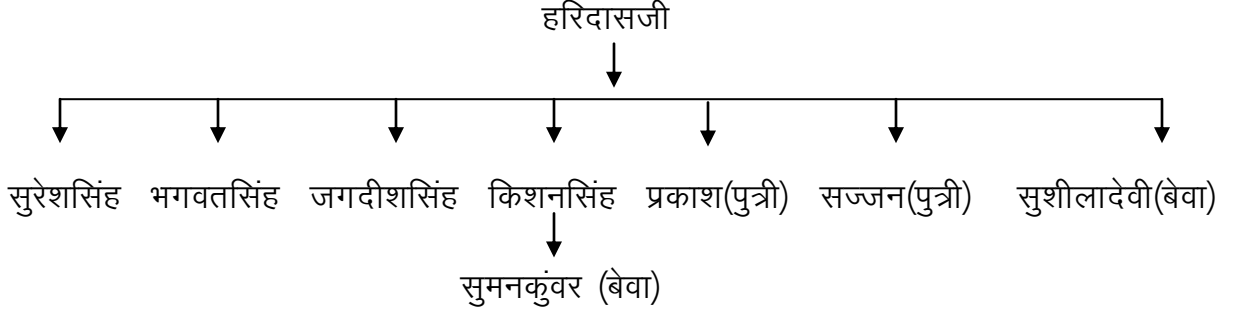 हरिदासजी
सुरेशसिंह भगवतसिंह जगदीशसिंह किशनसिंह प्रकाश(पुत्री) सज्जन(पुत्री) सुशीलादेवी(बेवा)
सुमनकुंवर (बेवा)